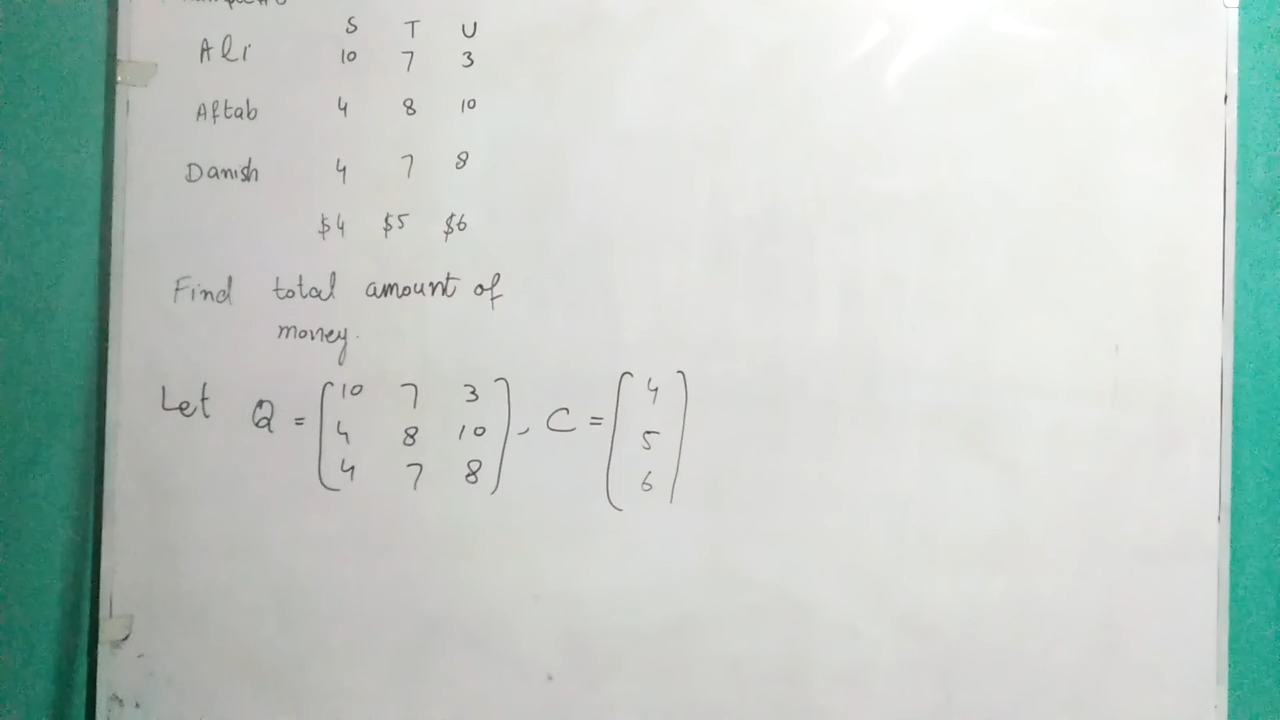 S T U
Ali 10 7 3
Aftab 4 8 10
Danish 4 7 8
$4 $5 $6
Find total amount of
money.
Let Q = [10 7 3 , C = (4
4 8 10 5
4 7 8] 6)